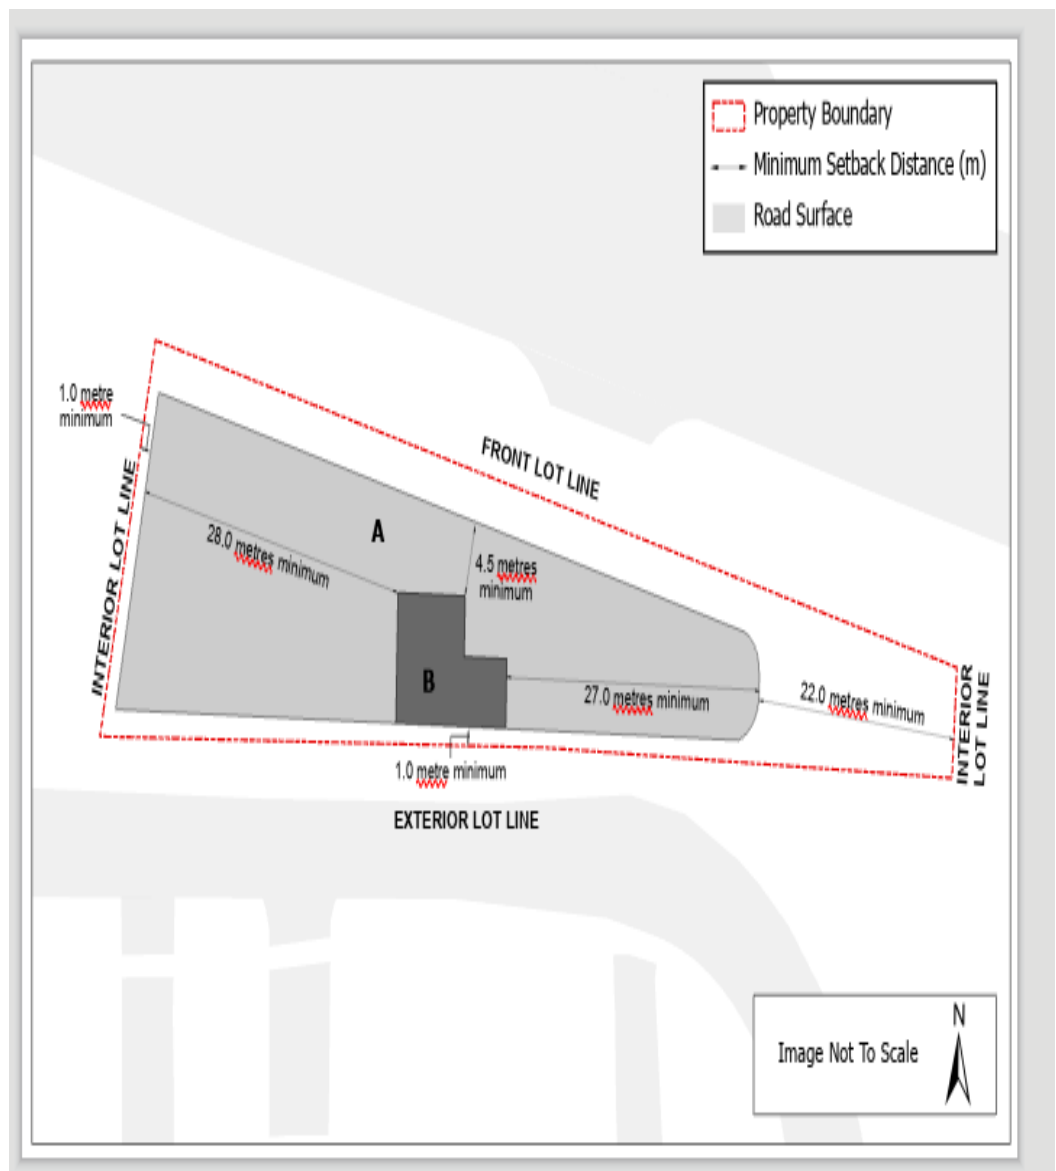 Property Boundary
Minimum Setback Distance (m)
Road Surface
1.0 metre
minimum
FRONT LOT LINE
INTERIOR LOT LINE
A
28.0 metres minimum
4.5 metres
minimum
B
27.0 metres minimum
22.0 metres minimum
INTERIOR
LOT LINE
1.0 metre minimum
EXTERIOR LOT LINE
N
Image Not To Scale